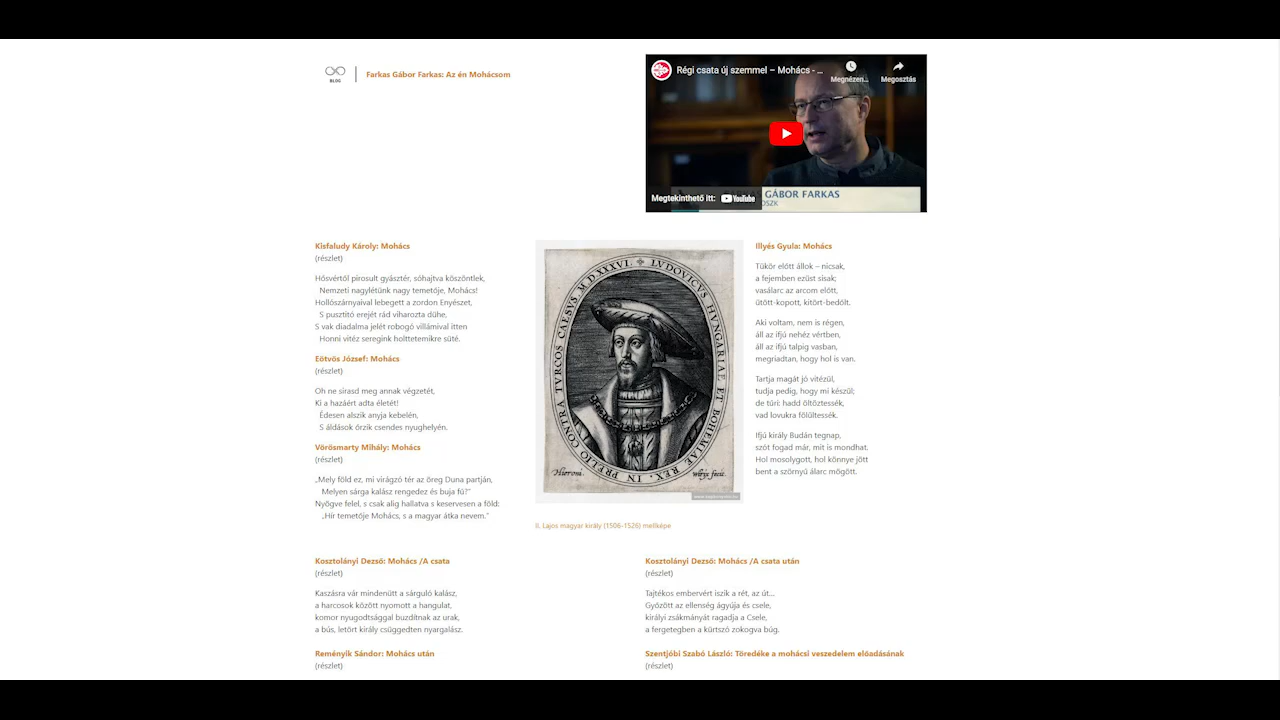 BLOG
Farkas Gábor Farkas: Az én Mohácsom
Régi csata új szemmel – Mohács - ...
Megnézen...
Megosztás
GÁBOR FARKAS
OSZK
Megtekinthető itt: YouTube
Kisfaludy Károly: Mohács
(részlet)
Hősvértől pirosult gyásztér, sóhajtva köszöntlek,
Nemzeti nagylétünk nagy temetője, Mohács!
Hollószárnyaival lebegett a zordon Enyészet,
S pusztító erejét rád viharozta dühe,
S vak diadalma jelét robogó villámival itten
Honni vitéz seregink holttetemikre süté.
Eötvös József: Mohács
(részlet)
Oh ne sirasd meg annak végzetét,
Ki a hazáért adta életét!
Édesen alszik anyja kebelén,
S áldások őrzik csendes nyughelyén.
Vörösmarty Mihály: Mohács
(részlet)
„Mely föld ez, mi virágzó tér az öreg Duna partján,
Melyen sárga kalász rengedez és buja fű?”
Nyögve felel, s csak alig hallatva s keservesen a föld:
„Hír temetője Mohács, s a magyar átka nevem.”
LUDOVICUS HUNGARIAE ET BOHEMIAE REX · IN PRELIO CONTRA TURCOS CAESUS. M.D.XXXVI.
Hieroni. wirix fecit.
II. Lajos magyar király (1506-1526) mellképe
Illyés Gyula: Mohács
Tükör előtt állok – nicsak,
a fejemben ezüst sisak;
vasálarc az arcom előtt,
ütött-kopott, kitört-bedőlt.
Aki voltam, nem is régen,
áll az ifjú nehéz vértben,
áll az ifjú talpig vasban,
megriadtan, hogy hol is van.
Tartja magát jó vitézül,
tudja pedig, hogy mi készül;
de tűri: hadd öltöztessék,
vad lovukra fölültessék.
Ifjú király Budán tegnap,
szót fogad már, mit is mondhat.
Hol mosolygott, hol könnye jött
bent a szörnyű álarc mögött.
Kosztolányi Dezső: Mohács /A csata
(részlet)
Kaszásra vár mindenütt a sárguló kalász,
a harcosok között nyomott a hangulat,
komor nyugodtsággal buzdítnak az urak,
a bús, letört király csüggedten nyargalász.
Kosztolányi Dezső: Mohács /A csata után
(részlet)
Tajtékos embervért iszik a rét, az út...
Győzött az ellenség ágyúja és csele,
királyi zsákmányát ragadja a Csele,
a fergetegben a kürtszó zokogva búg.
Reményik Sándor: Mohács után
(részlet)
Szentjóbi Szabó László: Töredéke a mohácsi veszedelem előadásának
(részlet)